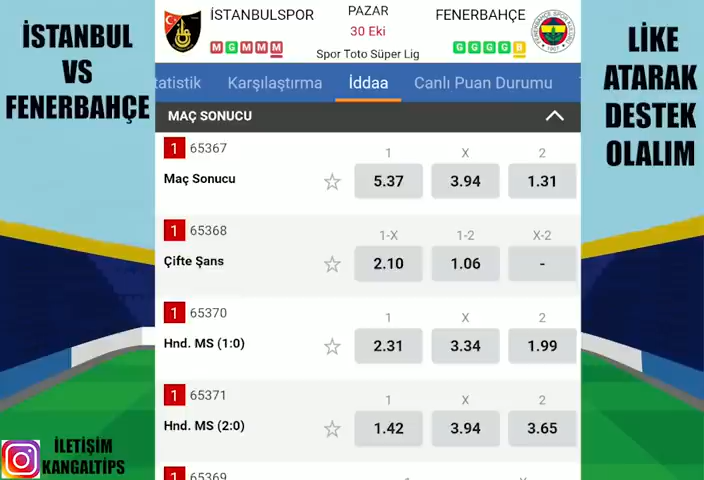 İSTANBUL
VS
FENERBAHÇE
İSTANBULSPOR
M G M M M
PAZAR
30 Eki
Spor Toto Süper Lig
FENERBAHÇE
G G G G B
LİKE
ATARAK
DESTEK
OLALIM
tatistik Karşılaştırma İddaa Canlı Puan Durumu
MAÇ SONUCU
1 65367
Maç Sonucu
1 X 2
5.37 3.94 1.31
1 65368
Çifte Şans
1-X 1-2 X-2
2.10 1.06 -
1 65370
Hnd. MS (1:0)
1 X 2
2.31 3.34 1.99
1 65371
Hnd. MS (2:0)
1 X 2
1.42 3.94 3.65
1 65369
İLETİŞİM
KANGALTİPS